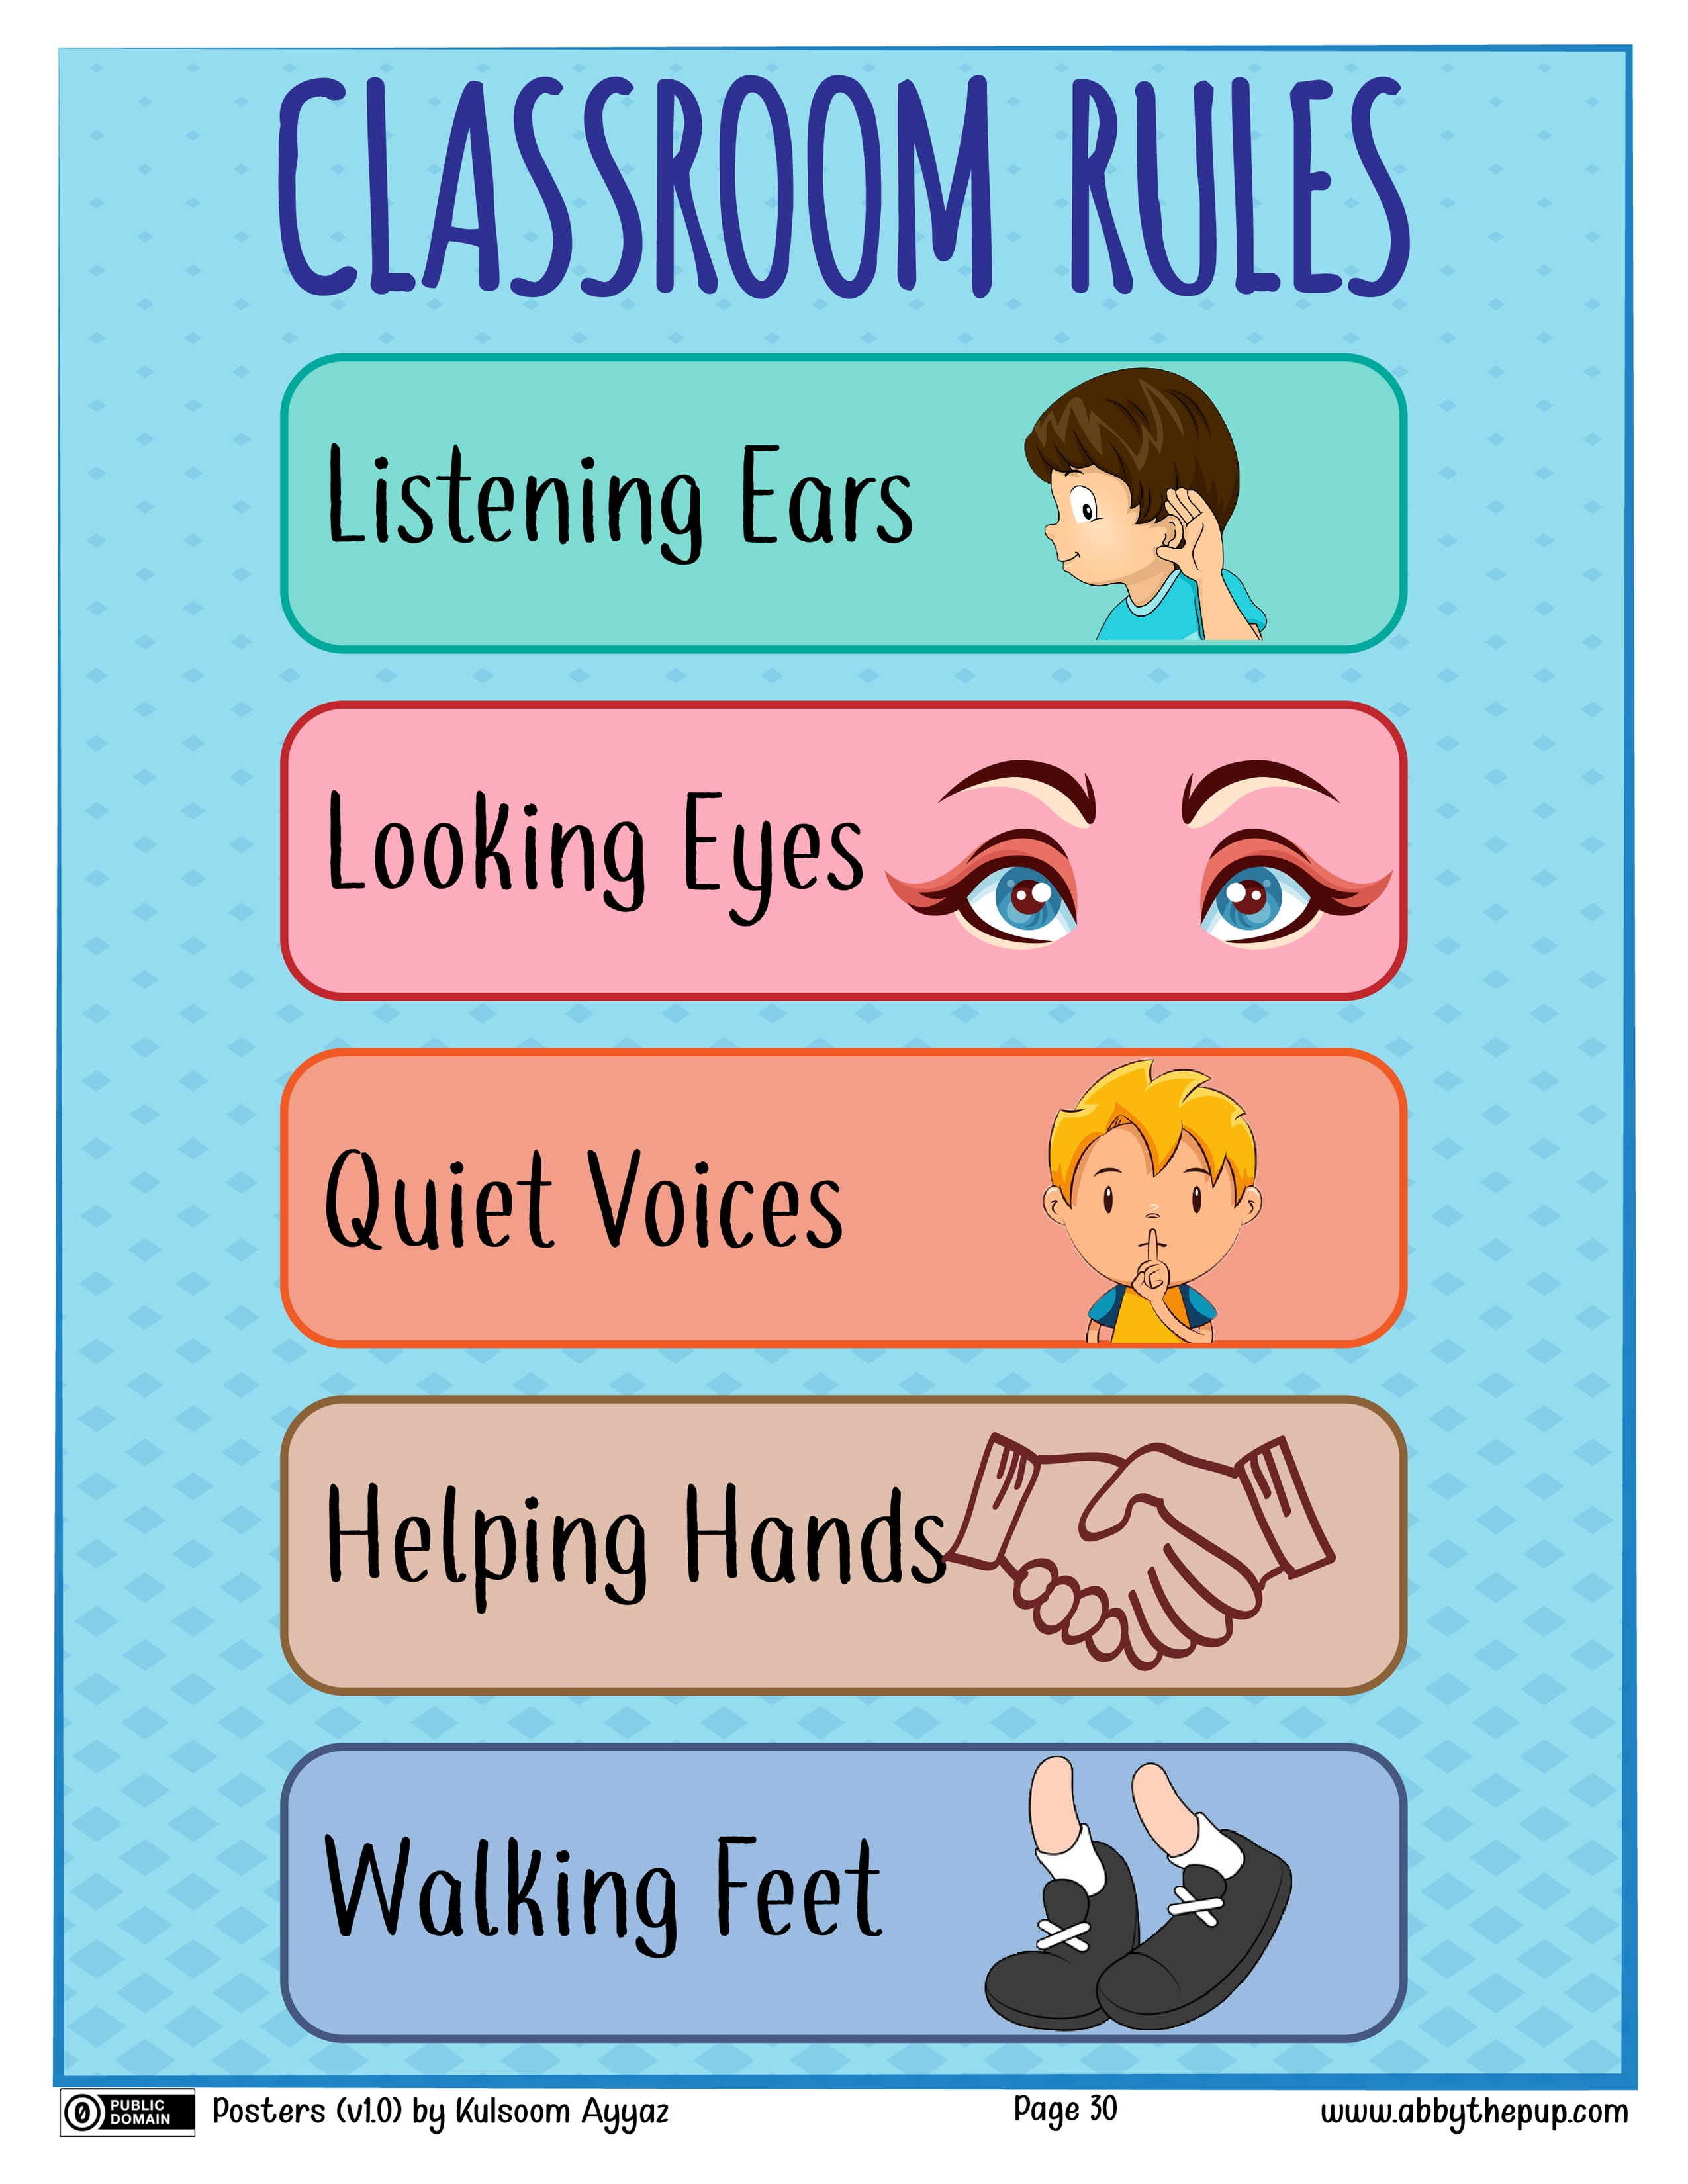 CLASSROOM RULES
Listening Ears
Looking Eyes
Quiet Voices
Helping Hands
Walking Feet
0 PUBLIC
DOMAIN
Posters (v1.0) by Kulsoom Ayyaz
Page 30
www.abbythepup.com